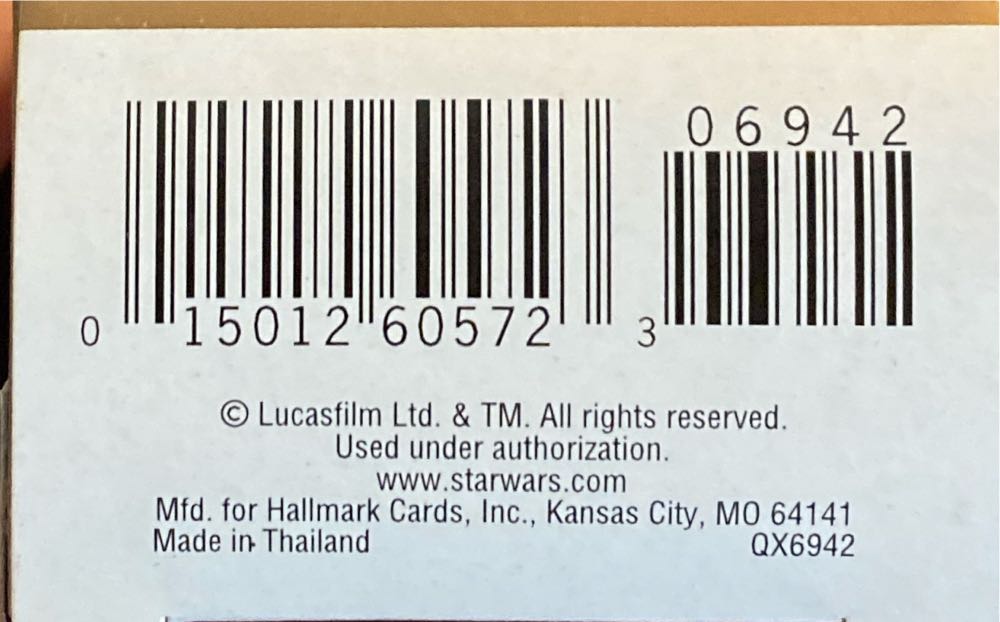 06942
0 15012 60572 3
© Lucasfilm Ltd. & TM. All rights reserved.
Used under authorization.
www.starwars.com
Mfd. for Hallmark Cards, Inc., Kansas City, MO 64141
Made in Thailand QX6942